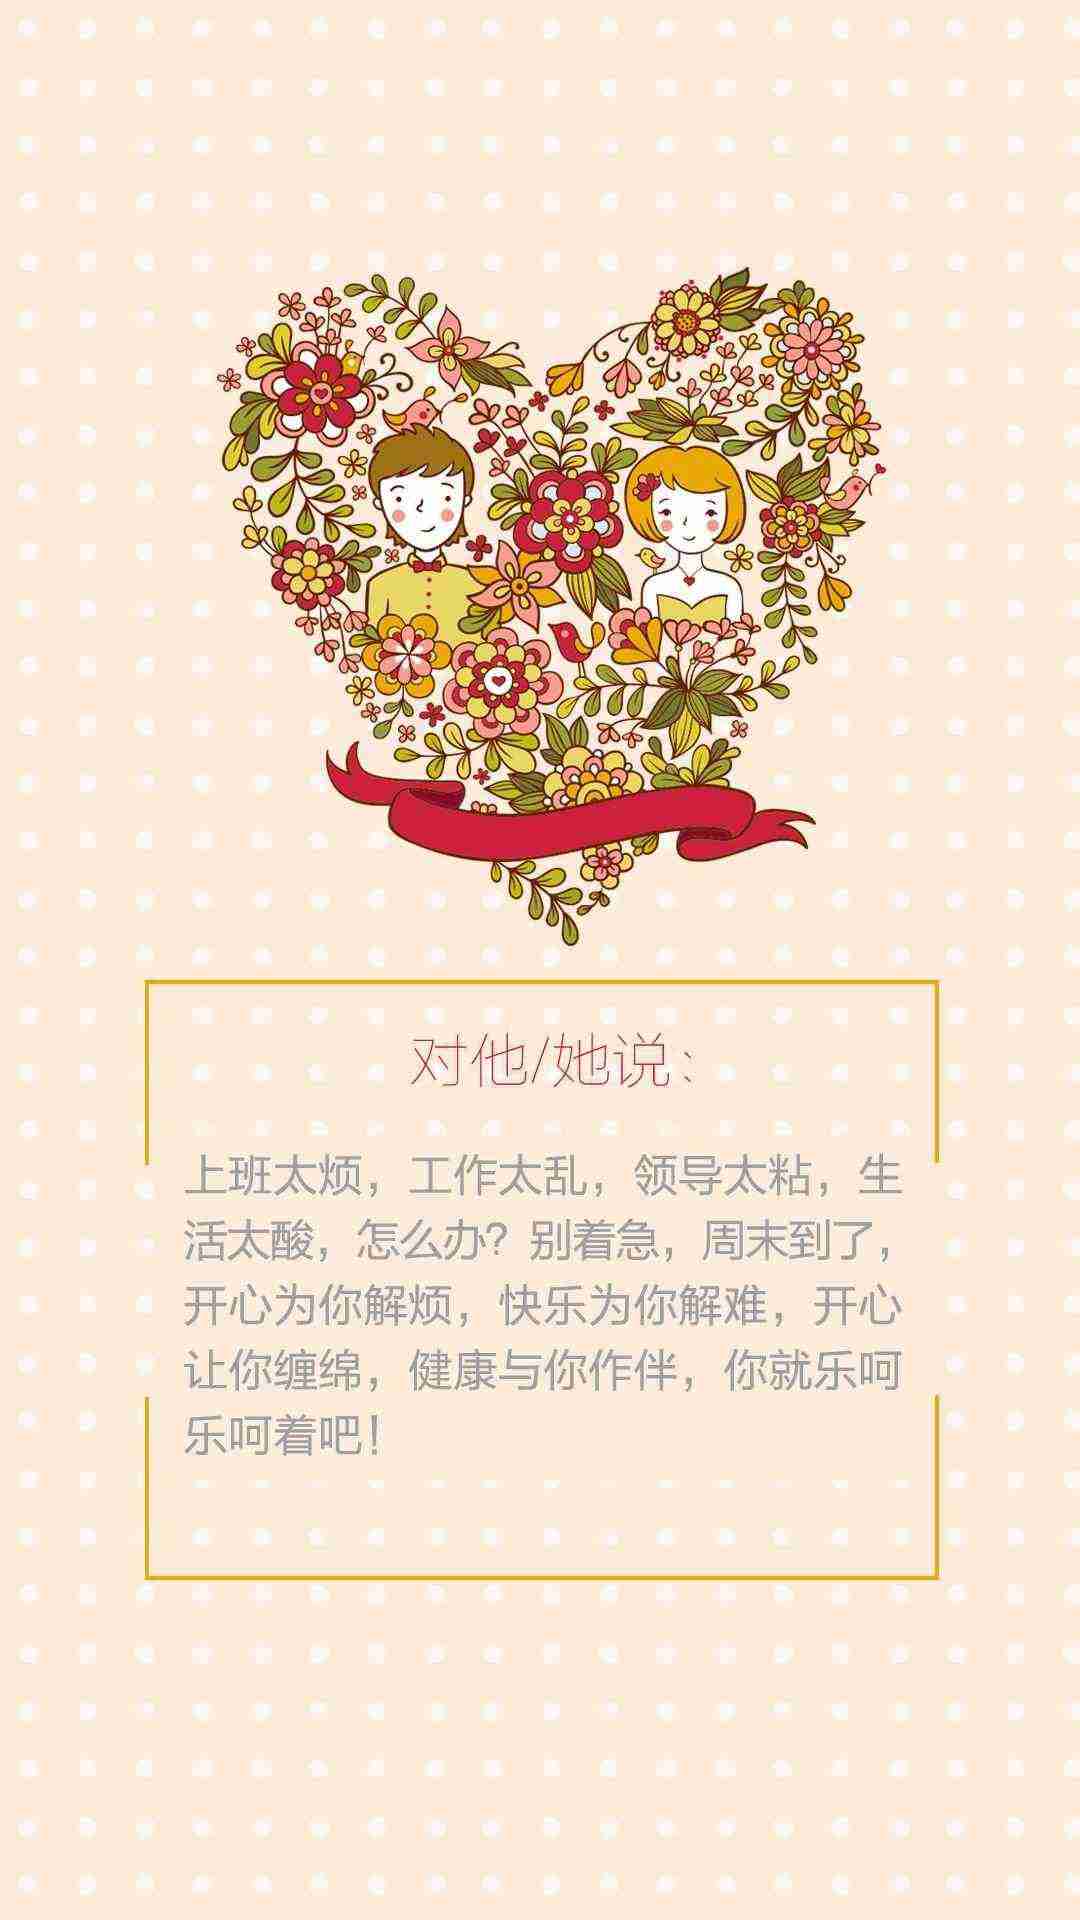 对他/她说：
上班太烦，工作太乱，领导太粘，生
活太酸，怎么办？别着急，周末到了，
开心为你解烦，快乐为你解难，开心
让你缠绵，健康与你作伴，你就乐呵
乐呵着吧！